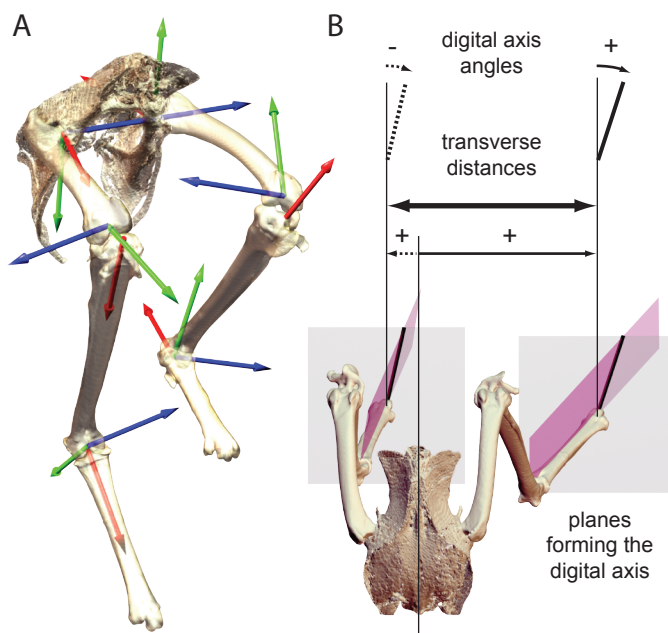 A
B
- digital axis +
angles
transverse
distances
+ +
planes
forming the
digital axis